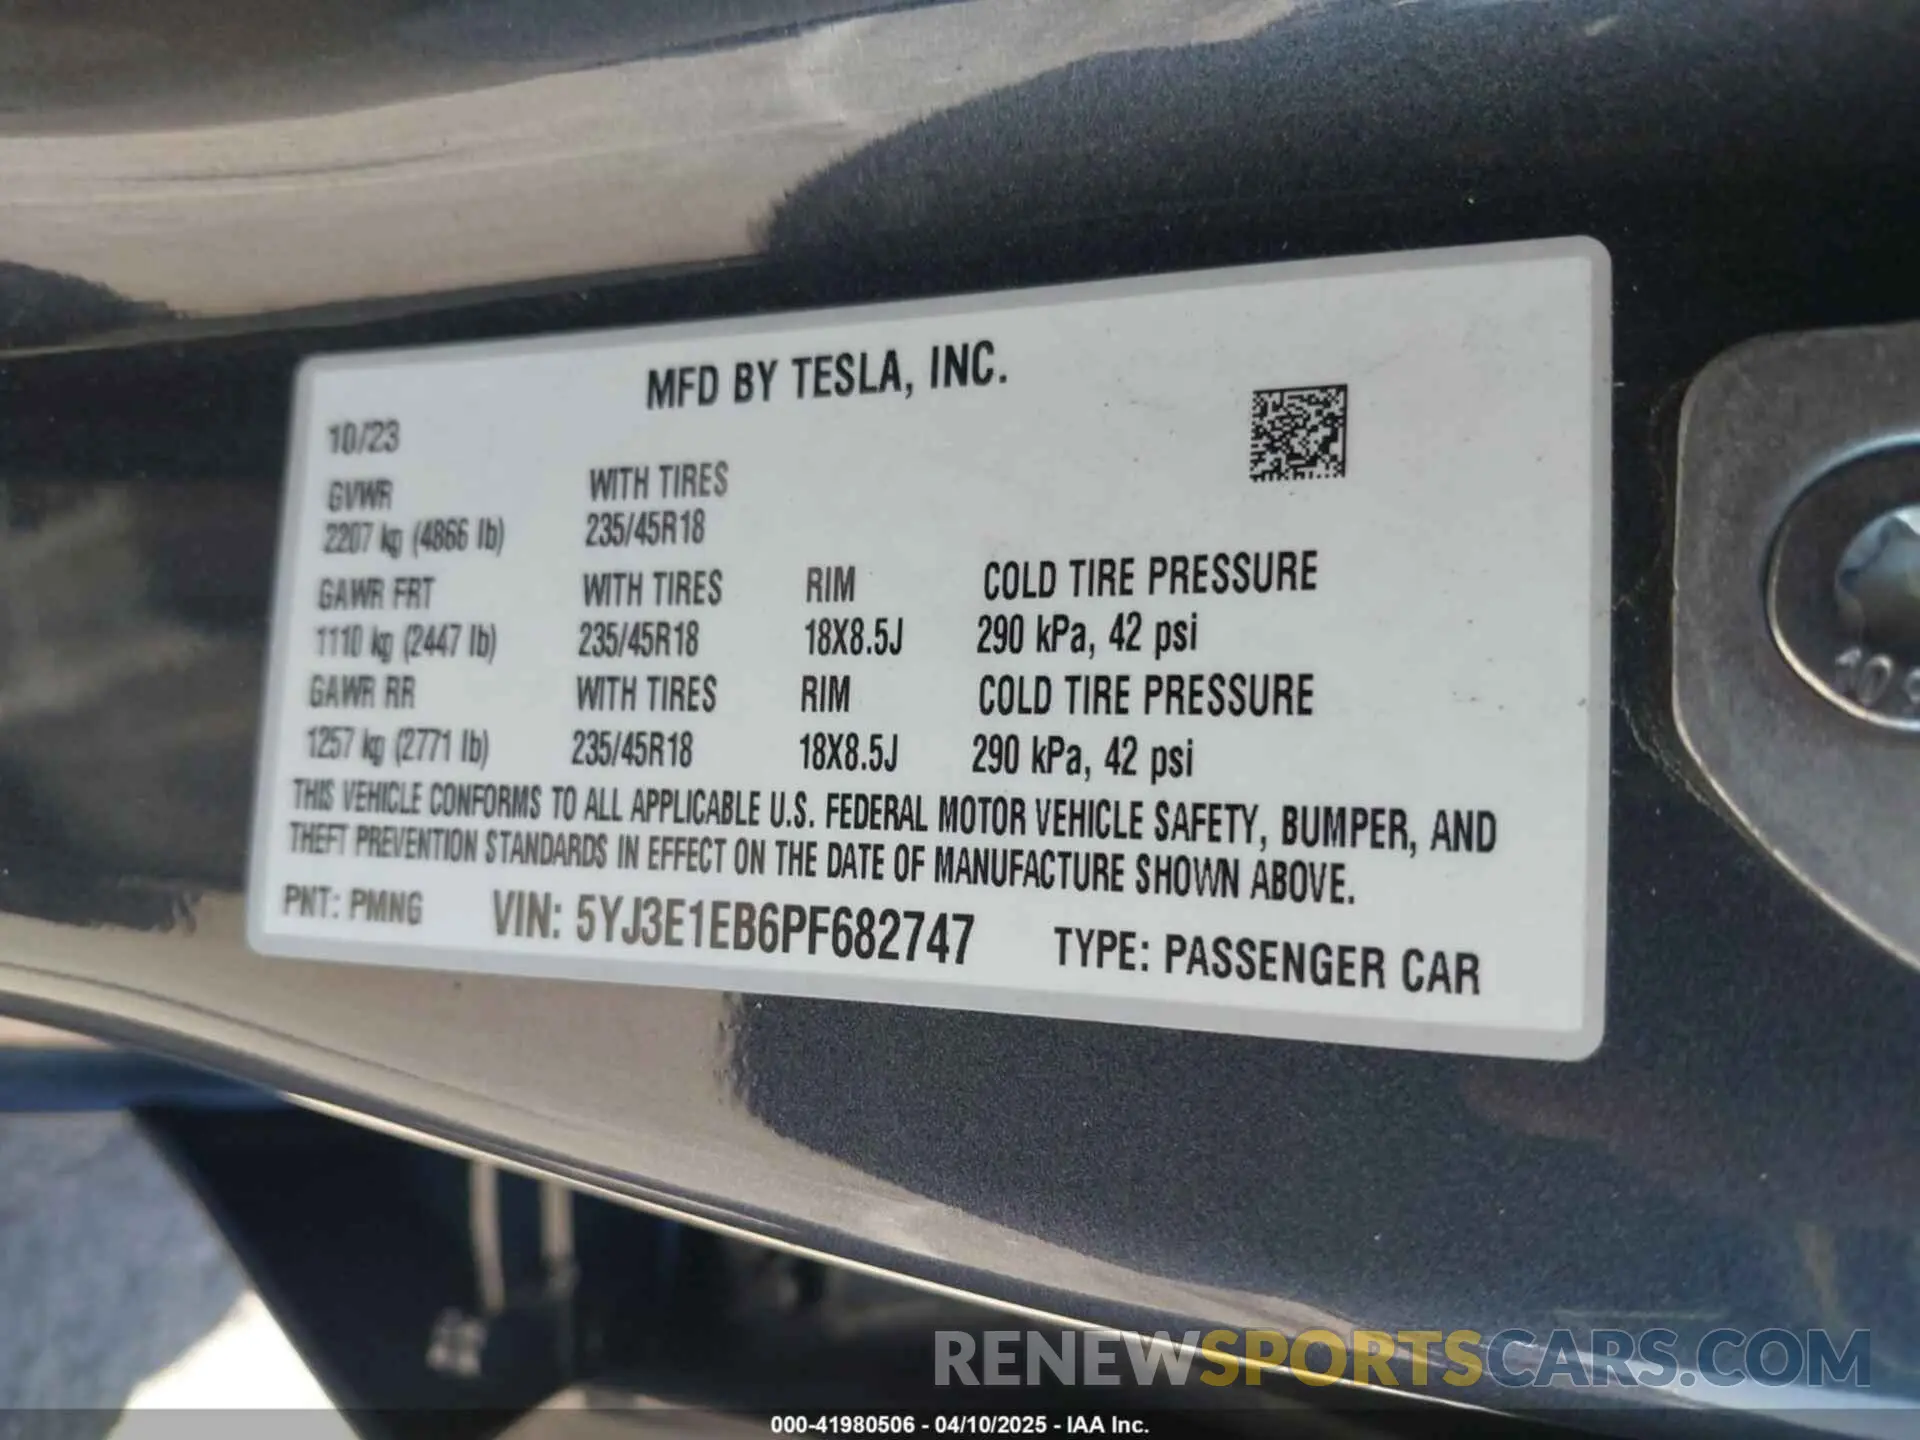 MFD BY TESLA, INC.
10/23
GVWR WITH TIRES
2207 kg (4866 lb) 235/45R18
GAWR FRT WITH TIRES RIM COLD TIRE PRESSURE
1110 kg (2447 lb) 235/45R18 18X8.5J 290 kPa, 42 psi
GAWR RR WITH TIRES RIM COLD TIRE PRESSURE
1257 kg (2771 lb) 235/45R18 18X8.5J 290 kPa, 42 psi
THIS VEHICLE CONFORMS TO ALL APPLICABLE U.S. FEDERAL MOTOR VEHICLE SAFETY, BUMPER, AND
THEFT PREVENTION STANDARDS IN EFFECT ON THE DATE OF MANUFACTURE SHOWN ABOVE.
PNT: PMNG VIN: 5YJ3E1EB6PF682747 TYPE: PASSENGER CAR
10.9
RENEWSPORTSCARS.COM
000-41980506 - 04/10/2025 - IAA Inc.